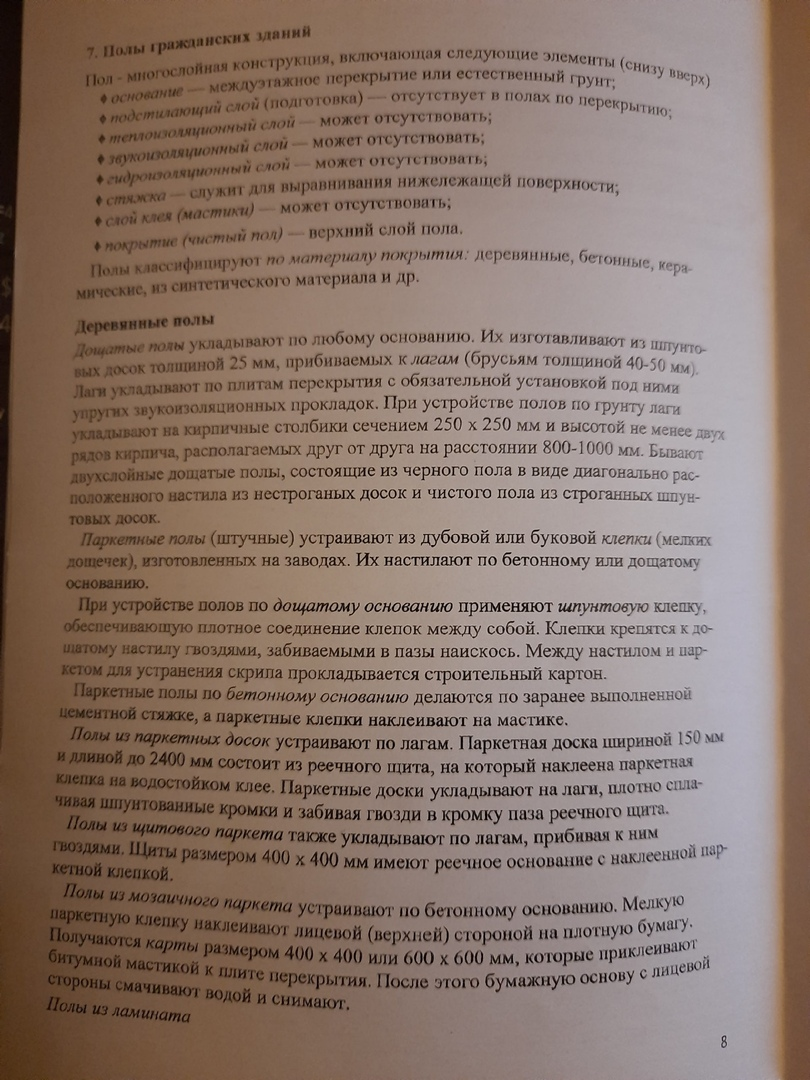 7. Полы гражданских зданий
Пол - многослойная конструкция, включающая следующие элементы (снизу вверх)
♦ основание — междуэтажное перекрытие или естественный грунт;
♦ подстилающий слой (подготовка) — отсутствует в полах по перекрытию;
♦ теплоизоляционный слой — может отсутствовать;
♦ звукоизоляционный слой — может отсутствовать;
♦ гидроизоляционный слой — может отсутствовать;
♦ стяжка — служит для выравнивания нижележащей поверхности;
♦ слой клея (мастики) — может отсутствовать;
♦ покрытие (чистый пол) — верхний слой пола.
Полы классифицируют по материалу покрытия: деревянные, бетонные, кера-
мические, из синтетического материала и др.
Деревянные полы
Дощатые полы укладывают по любому основанию. Их изготавливают из шпунто-
вых досок толщиной 25 мм, прибиваемых к лагам (брусьям толщиной 40-50 мм).
Лаги укладывают по плитам перекрытия с обязательной установкой под ними
упругих звукоизоляционных прокладок. При устройстве полов по грунту лаги
укладывают на кирпичные столбики сечением 250 х 250 мм и высотой не менее двух
рядов кирпича, располагаемых друг от друга на расстоянии 800-1000 мм. Бывают
двухслойные дощатые полы, состоящие из черного пола в виде диагонально рас-
положенного настила из нестроганых досок и чистого пола из строганных шпун-
товых досок.
Паркетные полы (штучные) устраивают из дубовой или буковой клепки (мелких
дощечек), изготовленных на заводах. Их настилают по бетонному или дощатому
основанию.
При устройстве полов по дощатому основанию применяют шпунтовую клепку,
обеспечивающую плотное соединение клепок между собой. Клепки крепятся к до-
щатому настилу гвоздями, забиваемыми в пазы наискось. Между настилом и пар-
кетом для устранения скрипа прокладывается строительный картон.
Паркетные полы по бетонному основанию делаются по заранее выполненной
цементной стяжке, а паркетные клепки наклеивают на мастике.
Полы из паркетных досок устраивают по лагам. Паркетная доска шириной 150 мм
и длиной до 2400 мм состоит из реечного щита, на который наклеена паркетная
клепка на водостойком клее. Паркетные доски укладывают на лаги, плотно спла-
чивая шпунтованные кромки и забивая гвозди в кромку паза реечного щита.
Полы из щитового паркета также укладывают по лагам, прибивая к ним
гвоздями. Щиты размером 400 х 400 мм имеют реечное основание с наклеенной пар-
кетной клепкой.
Полы из мозаичного паркета устраивают по бетонному основанию. Мелкую
паркетную клепку наклеивают лицевой (верхней) стороной на плотную бумагу.
Получаются карты размером 400 х 400 или 600 х 600 мм, которые приклеивают
битумной мастикой к плите перекрытия. После этого бумажную основу с лицевой
стороны смачивают водой и снимают.
Полы из ламината
8